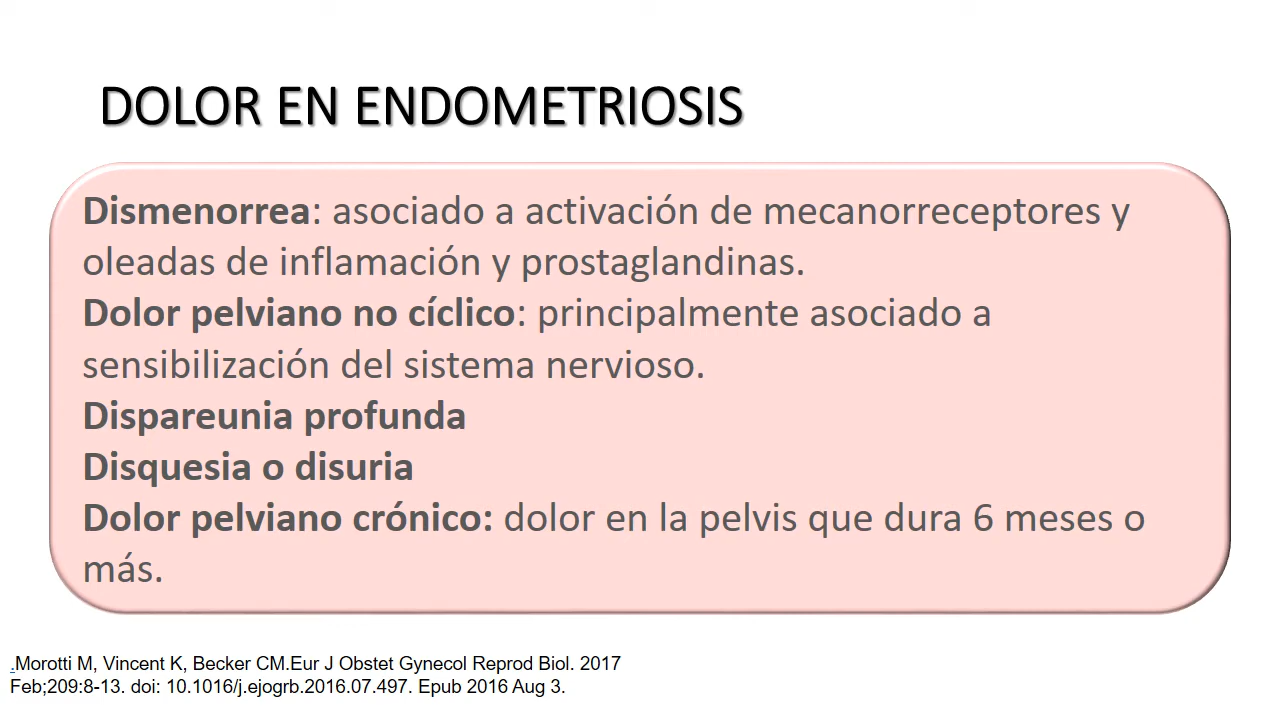 DOLOR EN ENDOMETRIOSIS
Dismenorrea: asociado a activación de mecanorreceptores y
oleadas de inflamación y prostaglandinas.
Dolor pelviano no cíclico: principalmente asociado a
sensibilización del sistema nervioso.
Dispareunia profunda
Disquesia o disuria
Dolor pelviano crónico: dolor en la pelvis que dura 6 meses o
más.
.Morotti M, Vincent K, Becker CM.Eur J Obstet Gynecol Reprod Biol. 2017
Feb;209:8-13. doi: 10.1016/j.ejogrb.2016.07.497. Epub 2016 Aug 3.